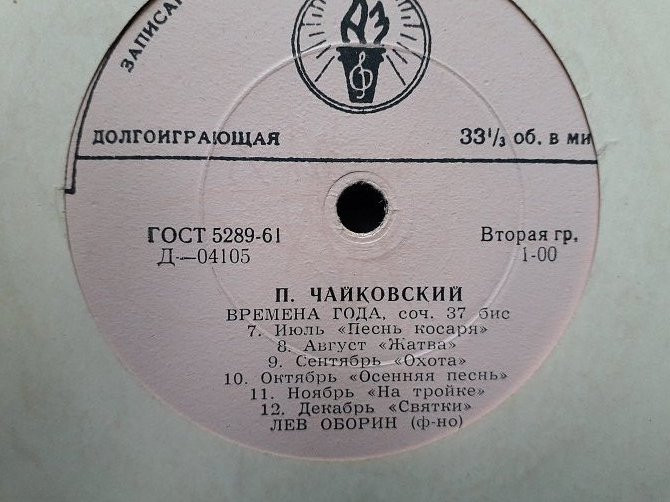 ЗАПИСАН
АЗ
ДОЛГОИГРАЮЩАЯ 33 1/3 об. в ми
ГОСТ 5289-61 Вторая гр.
Д—04105 1-00
П. ЧАЙКОВСКИЙ
ВРЕМЕНА ГОДА, соч. 37 бис
7. Июль «Песнь косаря»
8. Август «Жатва»
9. Сентябрь «Охота»
10. Октябрь «Осенняя песнь»
11. Ноябрь «На тройке»
12. Декабрь «Святки»
ЛЕВ ОБОРИН (ф-но)